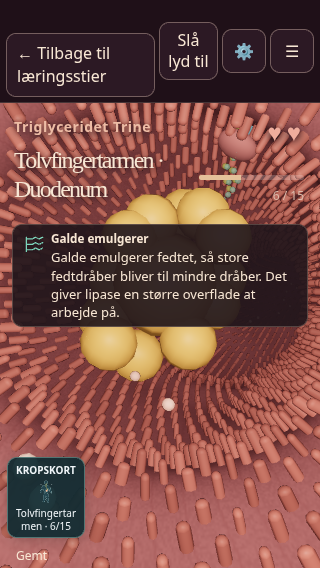 ← Tilbage til
læringsstier
Slå
lyd til
Triglyceridet Trine
Tolvfingertarmen ·
Duodenum
6 / 15
Galde emulgerer
Galde emulgerer fedtet, så store
fedtdråber bliver til mindre dråber. Det
giver lipase en større overflade at
arbejde på.
KROPSKORT
Tolvfingertar
men · 6/15
Gemt